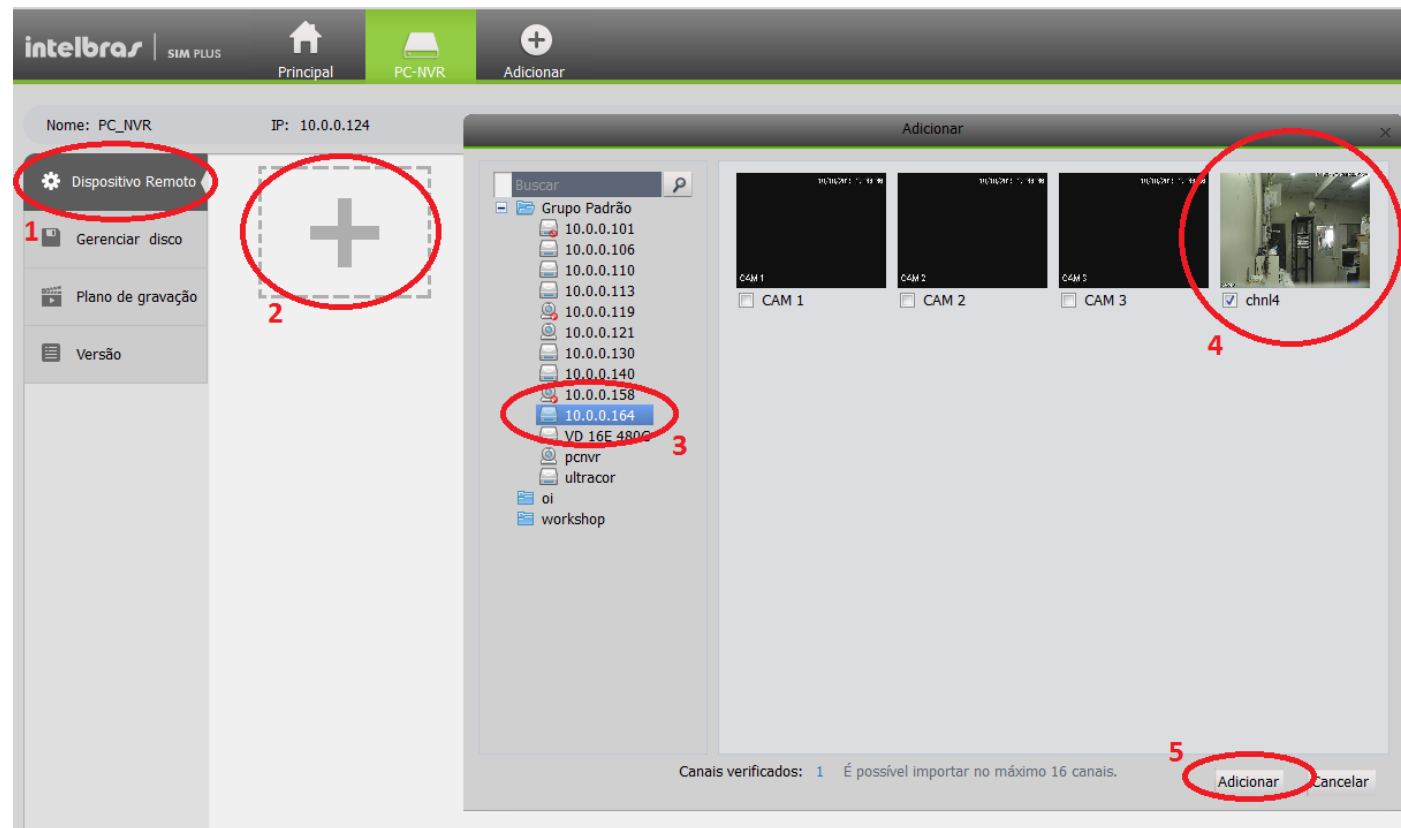 intelbras | SIM PLUS
Principal
PC-NVR
Adicionar
Nome: PC_NVR
IP: 10.0.0.124
Adicionar
1
Dispositivo Remoto
Gerenciar disco
Plano de gravação
Versão
2
Buscar
Grupo Padrão
10.0.0.101
10.0.0.106
10.0.0.110
10.0.0.113
10.0.0.119
10.0.0.121
10.0.0.130
10.0.0.140
10.0.0.158
10.0.0.164
VD 16E 480C
pcnvr
ultracor
oi
workshop
3
CAM 1
CAM 1
CAM 2
CAM 2
CAM 3
CAM 3
chnl4
4
Canais verificados: 1 É possível importar no máximo 16 canais.
5
Adicionar
Cancelar